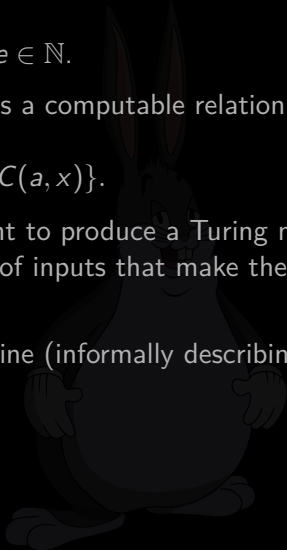 e ∈ ℕ.
s a computable relation
C(a, x)}.
nt to produce a Turing
of inputs that make the
ine (informally describin